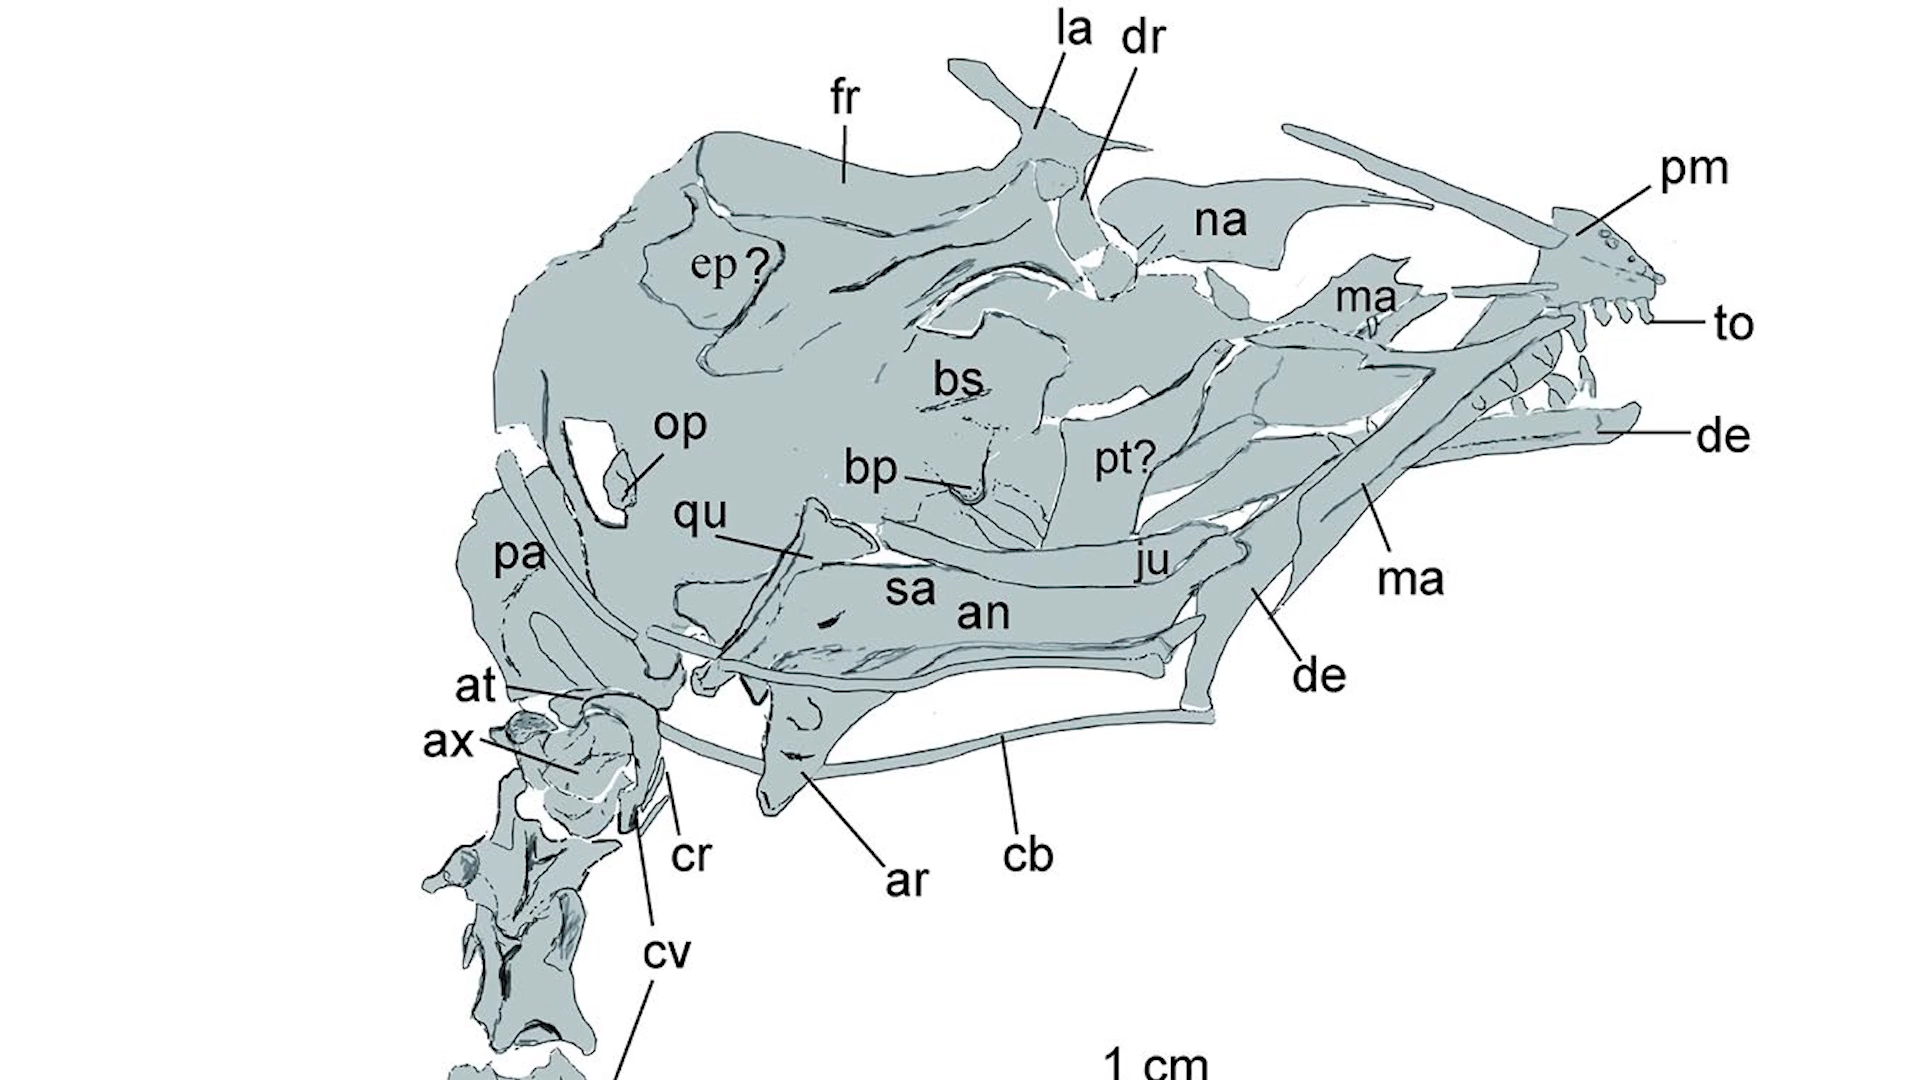 la
dr
fr
pm
na
ep?
ma
to
bs
op
de
bp
pt?
qu
pa
ju
sa
an
ma
at
de
ax
cr
ar
cb
cv
1 cm